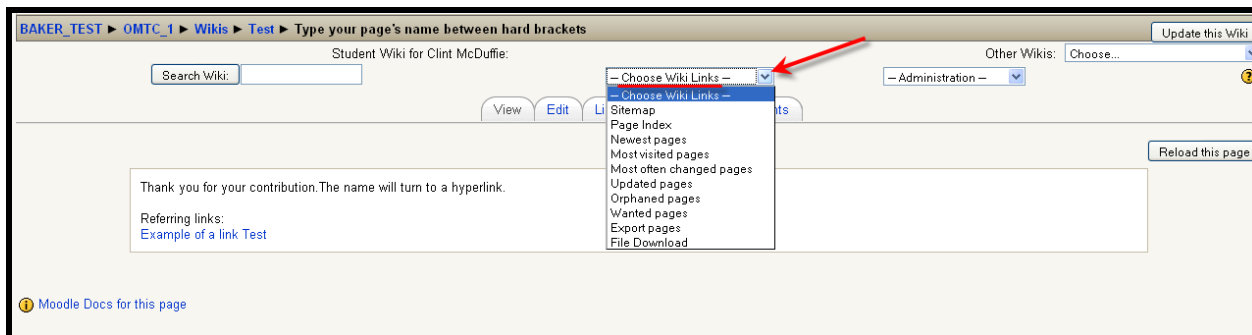 BAKER_TEST ► OMTC_1 ► Wikis ► Test ► Type your page's name between hard brackets
Update this Wiki
Student Wiki for Clint McDuffie:
Other Wikis: Choose...
Search Wiki:
-- Choose Wiki Links --
-- Administration --
View Edit
-- Choose Wiki Links --
Sitemap
Page Index
Newest pages
Most visited pages
Most often changed pages
Updated pages
Orphaned pages
Wanted pages
Export pages
File Download
Reload this page
Thank you for your contribution.The name will turn to a hyperlink.
Referring links:
Example of a link Test
Moodle Docs for this page